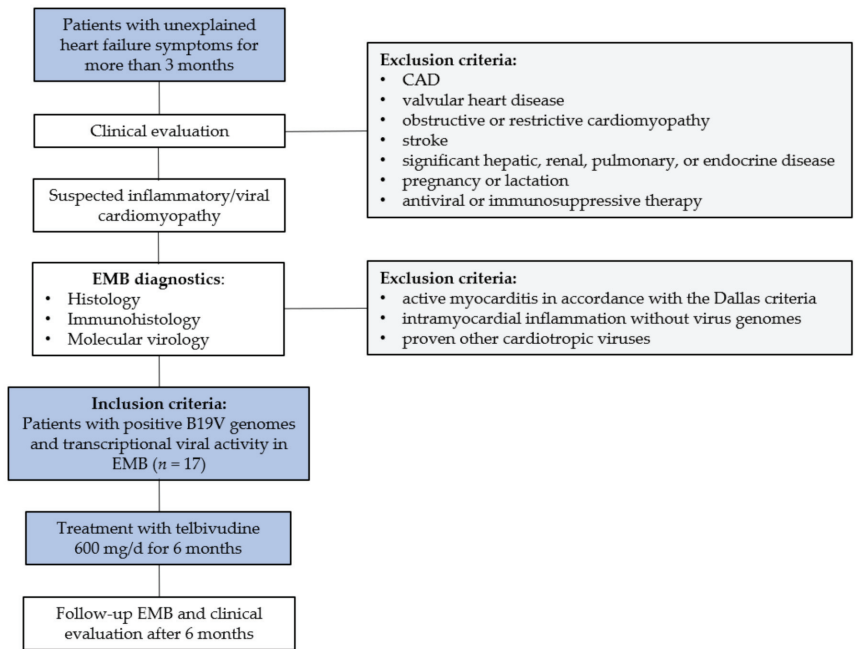 Patients with unexplained
heart failure symptoms for
more than 3 months
Clinical evaluation
Exclusion criteria:
• CAD
• valvular heart disease
• obstructive or restrictive cardiomyopathy
• stroke
• significant hepatic, renal, pulmonary, or endocrine disease
• pregnancy or lactation
• antiviral or immunosuppressive therapy
Suspected inflammatory/viral
cardiomyopathy
EMB diagnostics:
• Histology
• Immunohistology
• Molecular virology
Exclusion criteria:
• active myocarditis in accordance with the Dallas criteria
• intramyocardial inflammation without virus genomes
• proven other cardiotropic viruses
Inclusion criteria:
Patients with positive B19V genomes
and transcriptional viral activity in
EMB (n = 17)
Treatment with telbivudine
600 mg/d for 6 months
Follow-up EMB and clinical
evaluation after 6 months